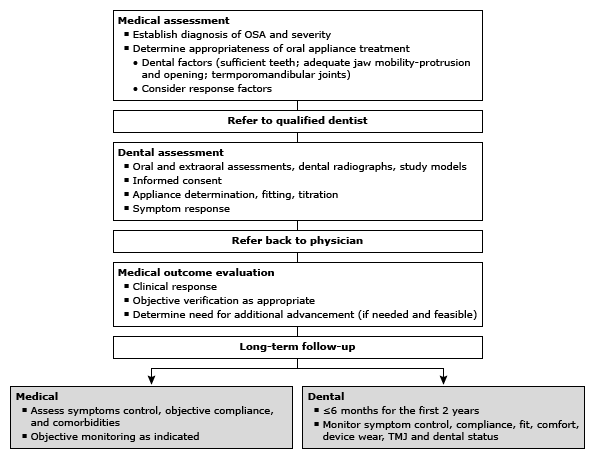 Medical assessment
▪ Establish diagnosis of OSA and severity
▪ Determine appropriateness of oral appliance treatment
• Dental factors (sufficient teeth; adequate jaw mobility-protrusion
and opening; termporomandibular joints)
• Consider response factors
Refer to qualified dentist
Dental assessment
▪ Oral and extraoral assessments, dental radiographs, study models
▪ Informed consent
▪ Appliance determination, fitting, titration
▪ Symptom response
Refer back to physician
Medical outcome evaluation
▪ Clinical response
▪ Objective verification as appropriate
▪ Determine need for additional advancement (if needed and feasible)
Long-term follow-up
Medical
▪ Assess symptoms control, objective compliance,
and comorbidities
▪ Objective monitoring as indicated
Dental
▪ ≤6 months for the first 2 years
▪ Monitor symptom control, compliance, fit, comfort,
device wear, TMJ and dental status